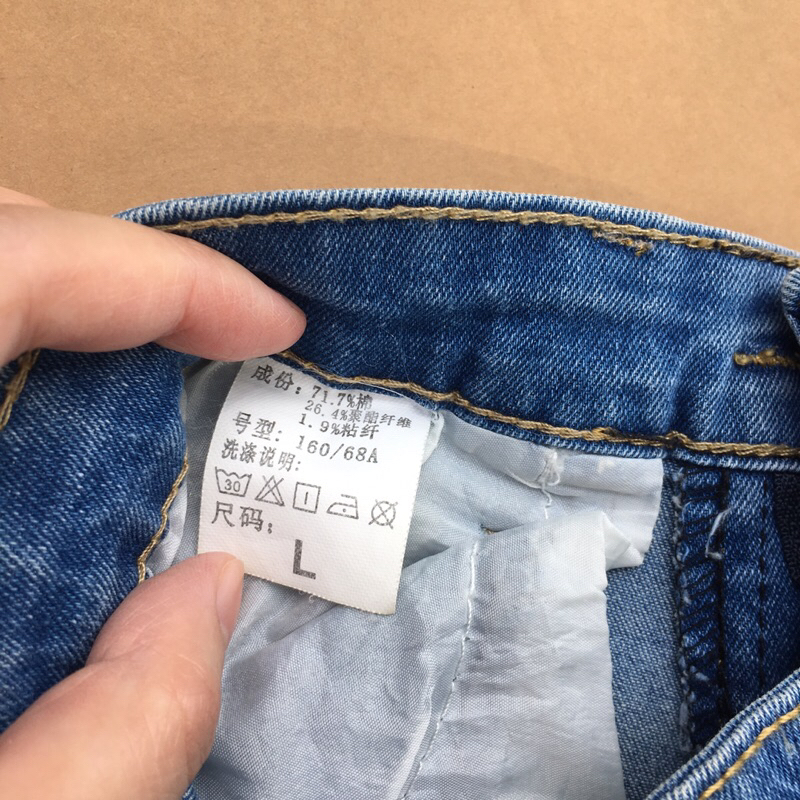 成份: 71.7%棉
26.4%聚酯纤维
1.9%粘纤
号型: 160/68A
洗涤说明:
30
尺码:
L